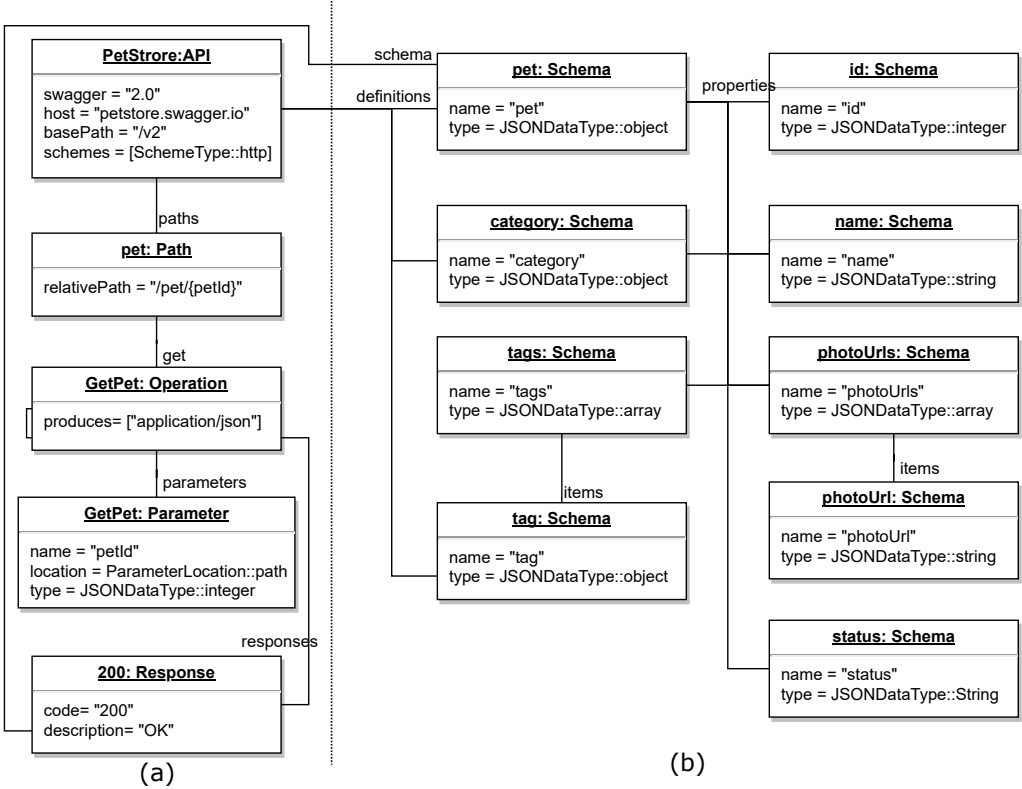 PetStrore:API
swagger = "2.0"
host = "petstore.swagger.io"
basePath = "/v2"
schemes = [SchemeType::http]
paths
pet: Path
relativePath = "/pet/{petId}"
get
GetPet: Operation
produces= ["application/json"]
parameters
GetPet: Parameter
name = "petId"
location = ParameterLocation::path
type = JSONDataType::integer
responses
200: Response
code= "200"
description= "OK"
(a)
schema
definitions
pet: Schema
name = "pet"
type = JSONDataType::object
properties
id: Schema
name = "id"
type = JSONDataType::integer
category: Schema
name = "category"
type = JSONDataType::object
name: Schema
name = "name"
type = JSONDataType::string
tags: Schema
name = "tags"
type = JSONDataType::array
photoUrls: Schema
name = "photoUrls"
type = JSONDataType::array
items
tag: Schema
name = "tag"
type = JSONDataType::object
items
photoUrl: Schema
name = "photoUrl"
type = JSONDataType::string
status: Schema
name = "status"
type = JSONDataType::String
(b)